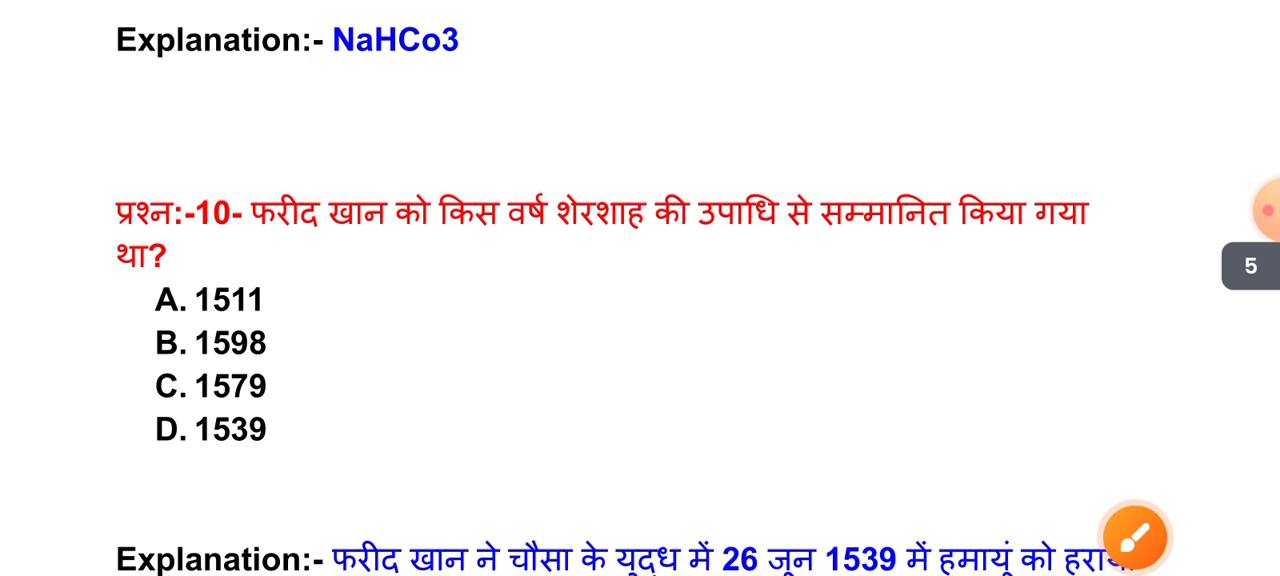 Explanation:- NaHCo3
प्रश्न:-10- फरीद खान को किस वर्ष शेरशाह की उपाधि से सम्मानित किया गया
था?
5
A. 1511
B. 1598
C. 1579
D. 1539
Explanation:- फरीद खान ने चौसा के युद्ध में 26 जून 1539 में हुमायूं को